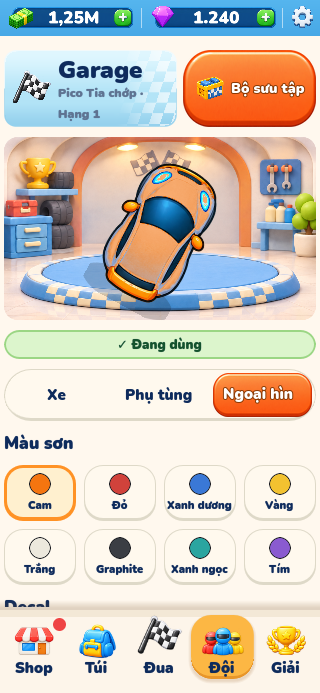 1,25M
1.240
Garage
Pico Tia chớp ·
Hạng 1
Bộ sưu tập
✓ Đang dùng
Xe
Phụ tùng
Ngoại hìn
Màu sơn
Cam
Đỏ
Xanh dương
Vàng
Trắng
Graphite
Xanh ngọc
Tím
Decal
Shop
Túi
Đua
Đội
Giải